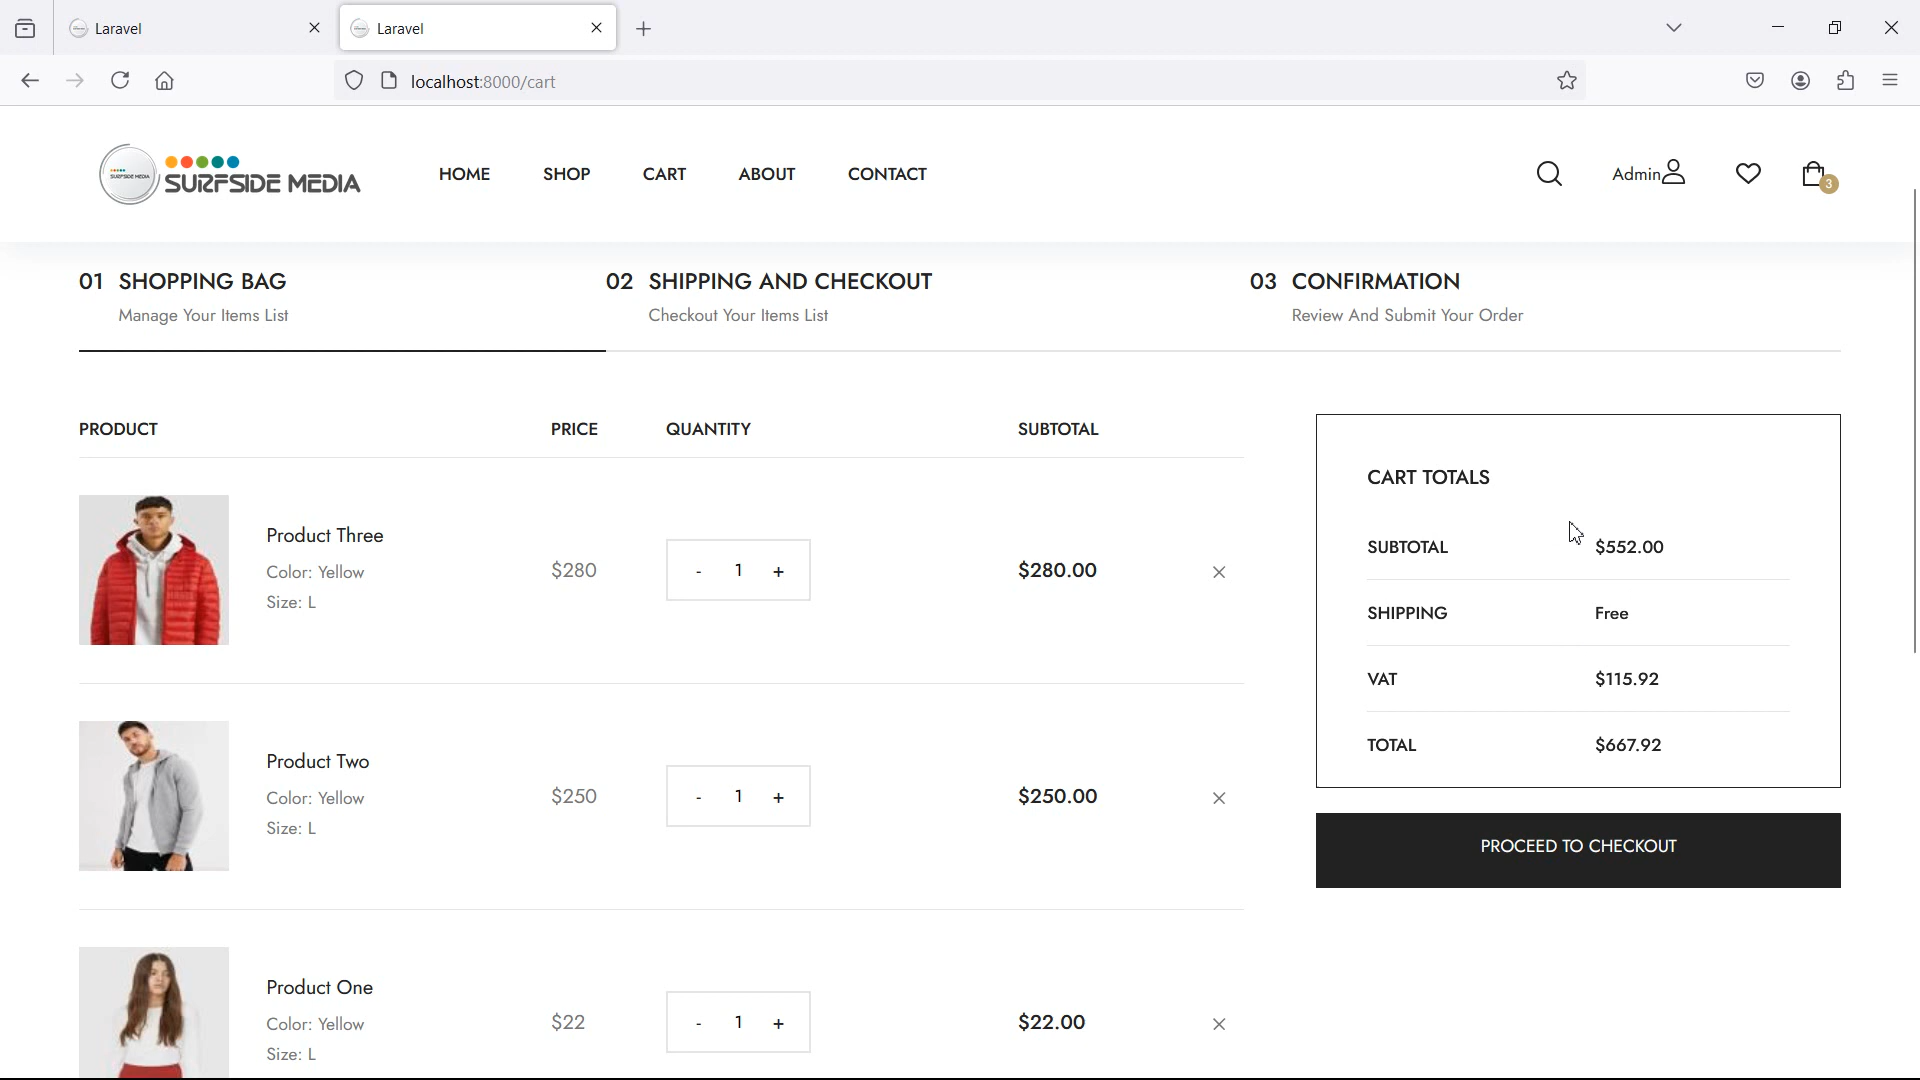 Laravel
Laravel
localhost:8000/cart
SURFSIDE MEDIA
SURFSIDE MEDIA
HOME
SHOP
CART
ABOUT
CONTACT
Admin
3
01 SHOPPING BAG
Manage Your Items List
02 SHIPPING AND CHECKOUT
Checkout Your Items List
03 CONFIRMATION
Review And Submit Your Order
PRODUCT PRICE QUANTITY SUBTOTAL
Product Three
Color: Yellow
Size: L
$280
- 1 +
$280.00
×
Product Two
Color: Yellow
Size: L
$250
- 1 +
$250.00
×
Product One
Color: Yellow
Size: L
$22
- 1 +
$22.00
×
CART TOTALS
SUBTOTAL $552.00
SHIPPING Free
VAT $115.92
TOTAL $667.92
PROCEED TO CHECKOUT